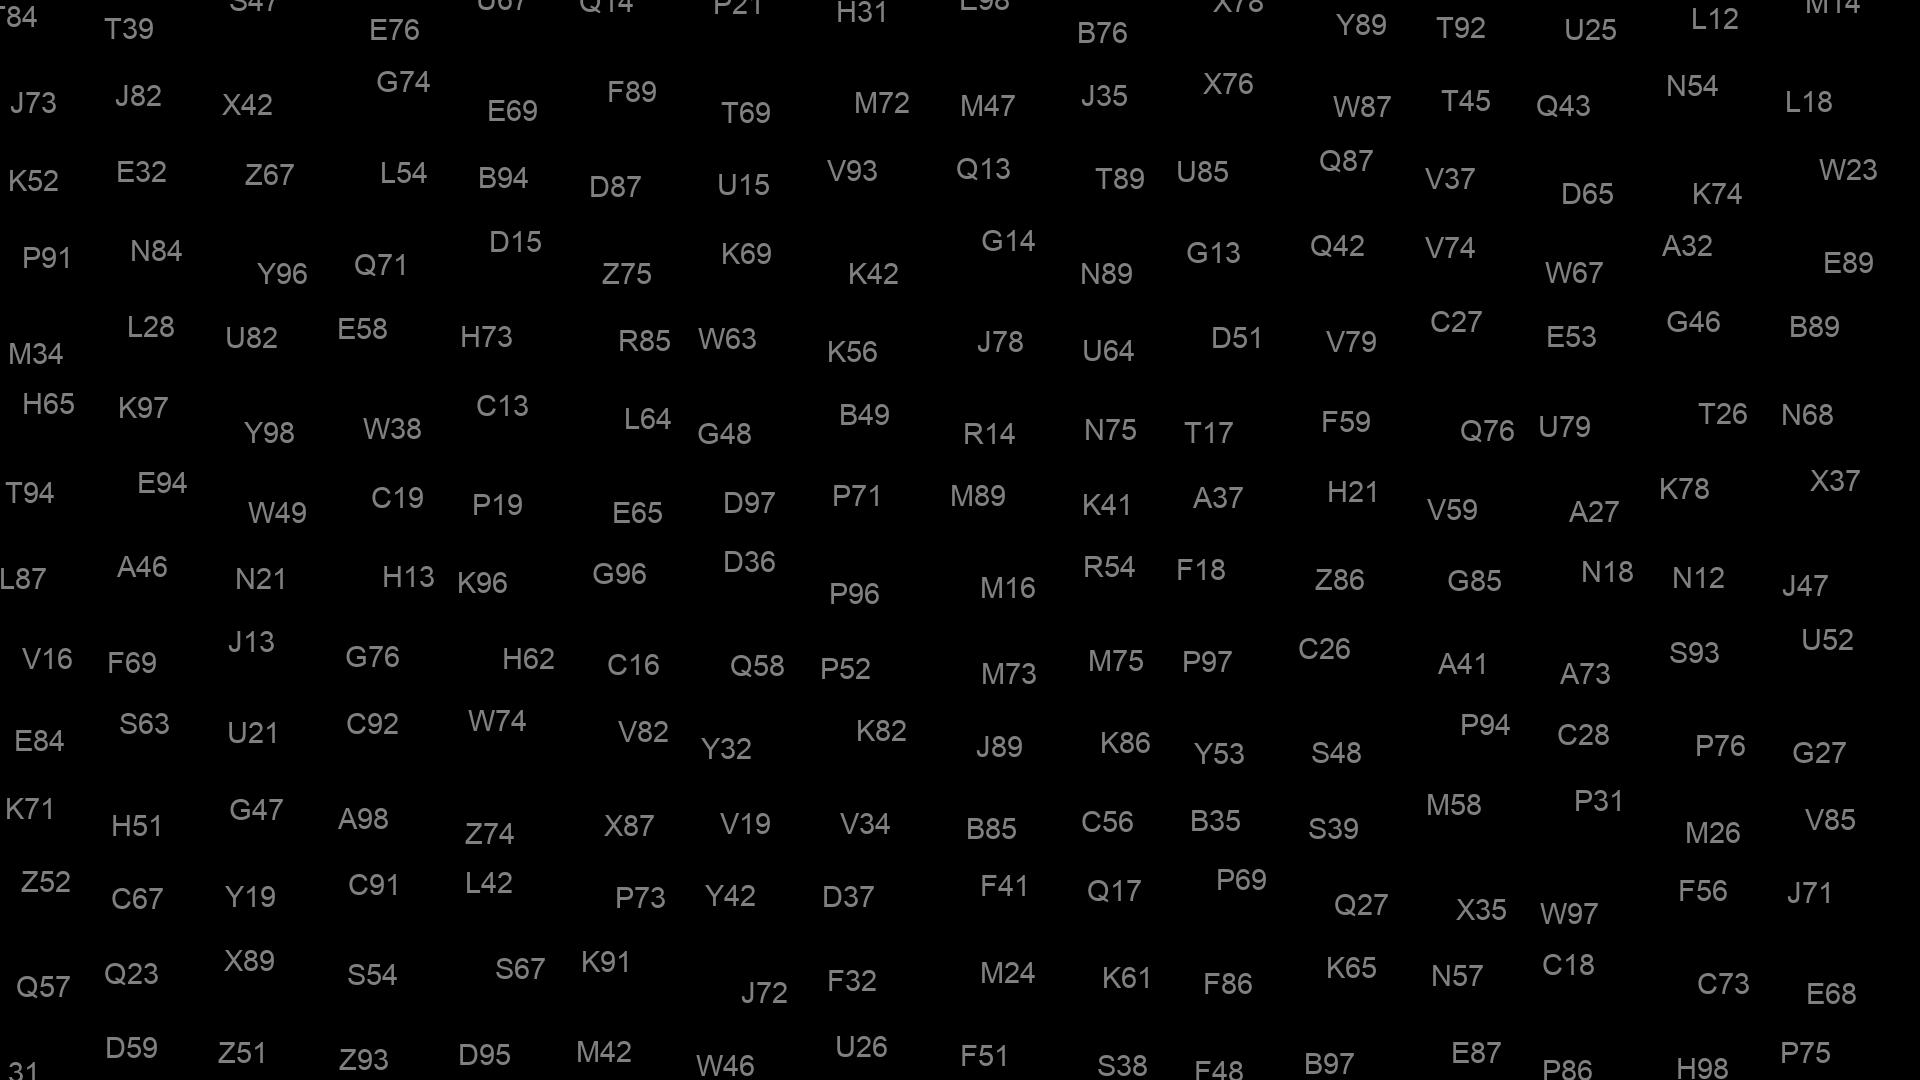 T84 T39 S47 E76 U67 Q14 P21 H31 E98 B76 X78 Y89 T92 U25 L12 M14
J73 J82 X42 G74 E69 F89 T69 M72 M47 J35 X76 W87 T45 Q43 N54 L18
K52 E32 Z67 L54 B94 D87 U15 V93 Q13 T89 U85 Q87 V37 D65 K74 W23
P91 N84 Y96 Q71 D15 Z75 K69 K42 G14 N89 G13 Q42 V74 W67 A32 E89
M34 L28 U82 E58 H73 R85 W63 K56 J78 U64 D51 V79 C27 E53 G46 B89
H65 K97 Y98 W38 C13 L64 G48 B49 R14 N75 T17 F59 Q76 U79 T26 N68
T94 E94 W49 C19 P19 E65 D97 P71 M89 K41 A37 H21 V59 A27 K78 X37
L87 A46 N21 H13 K96 G96 D36 P96 M16 R54 F18 Z86 G85 N18 N12 J47
V16 F69 J13 G76 H62 C16 Q58 P52 M73 M75 P97 C26 A41 A73 S93 U52
E84 S63 U21 C92 W74 V82 Y32 K82 J89 K86 Y53 S48 P94 C28 P76 G27
K71 H51 G47 A98 Z74 X87 V19 V34 B85 C56 B35 S39 M58 P31 M26 V85
Z52 C67 Y19 C91 L42 P73 Y42 D37 F41 Q17 P69 Q27 X35 W97 F56 J71
Q57 Q23 X89 S54 S67 K91 J72 F32 M24 K61 F86 K65 N57 C18 C73 E68
31 D59 Z51 Z93 D95 M42 W46 U26 F51 S38 F48 B97 E87 P86 H98 P75